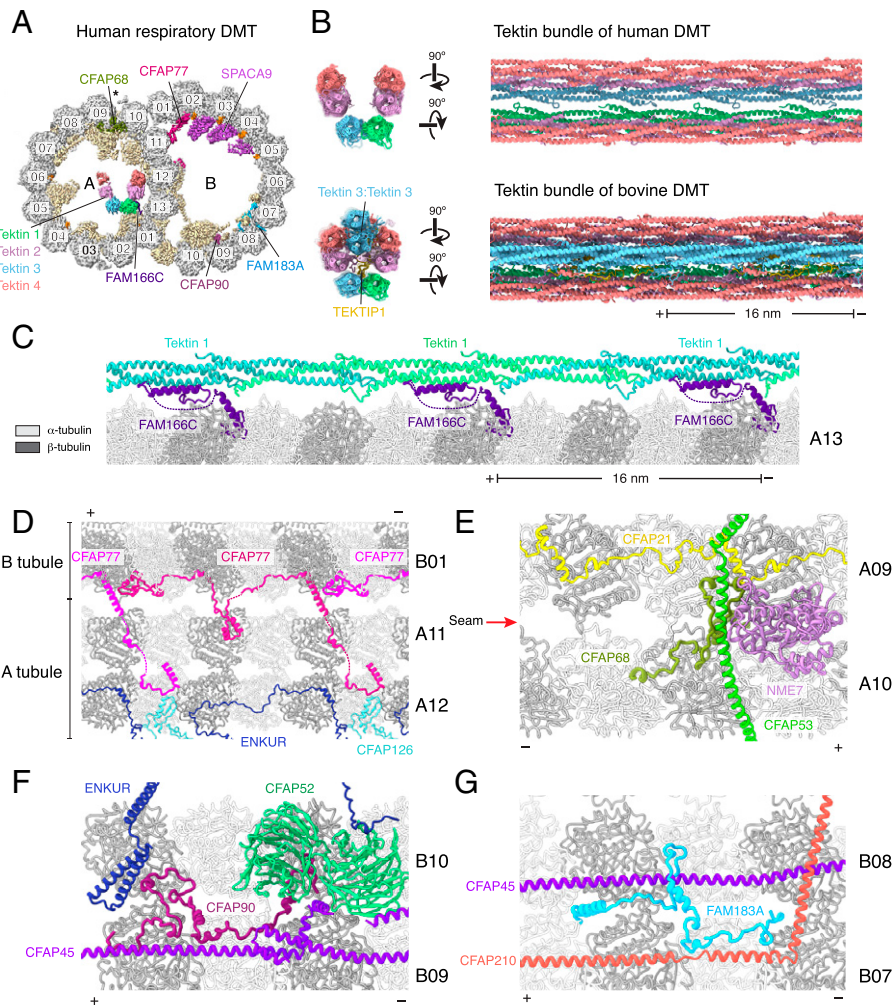 A
Human respiratory DMT
CFAP68
CFAP77
SPACA9
*
09
10
01
02
03
08
04
07
11
05
06
A
12
B
06
05
13
07
04
03
02
01
10
09
08
Tektin 1
Tektin 2
Tektin 3
Tektin 4
FAM166C
CFAP90
FAM183A
B
Tektin bundle of human DMT
90°
90°
Tektin 3:Tektin 3
Tektin bundle of bovine DMT
90°
90°
TEKTIP1
+ 16 nm –
C
Tektin 1
Tektin 1
Tektin 1
FAM166C
FAM166C
FAM166C
α-tubulin
β-tubulin
A13
+ 16 nm –
D
+ –
B tubule
CFAP77
CFAP77
CFAP77
B01
A11
A tubule
A12
ENKUR
CFAP126
E
CFAP21
A09
Seam
CFAP68
NME7
A10
CFAP53
– +
F
ENKUR
CFAP52
B10
CFAP90
CFAP45
B09
+ –
G
B08
CFAP45
FAM183A
CFAP210
B07
+ –